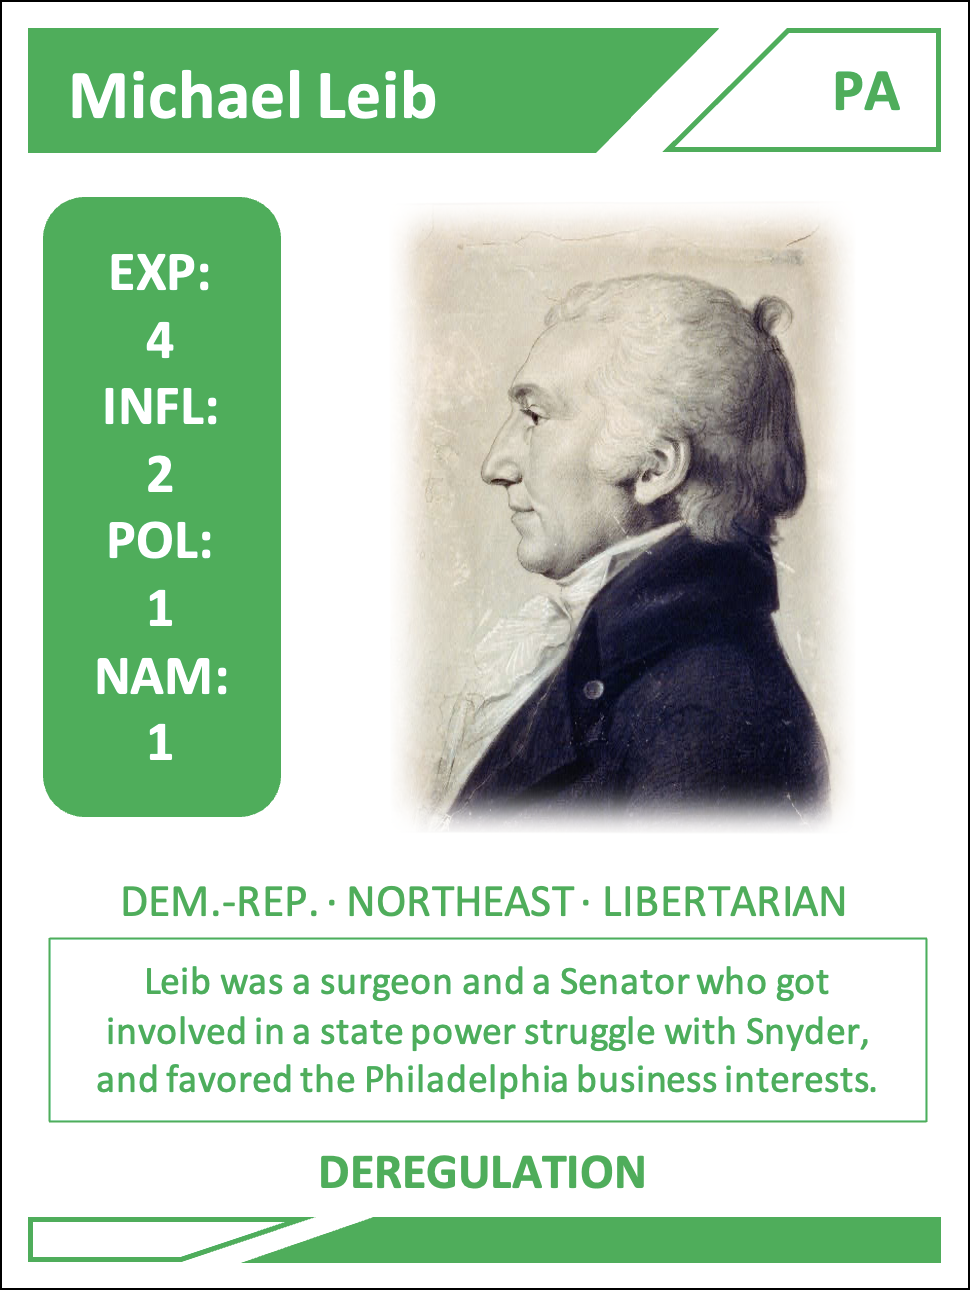 Michael Leib
PA
EXP:
4
INFL:
2
POL:
1
NAM:
1
DEM.-REP. · NORTHEAST · LIBERTARIAN
Leib was a surgeon and a Senator who got
involved in a state power struggle with Snyder,
and favored the Philadelphia business interests.
DEREGULATION